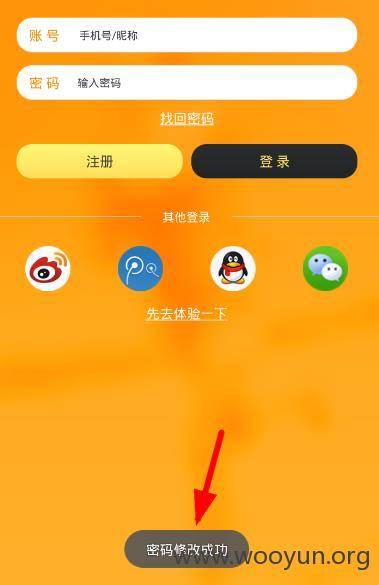 账 号 手机号/昵称
密 码 输入密码
找回密码
注册 登 录
其他登录
先去体验一下
密码修改成功
www.wooyun.org